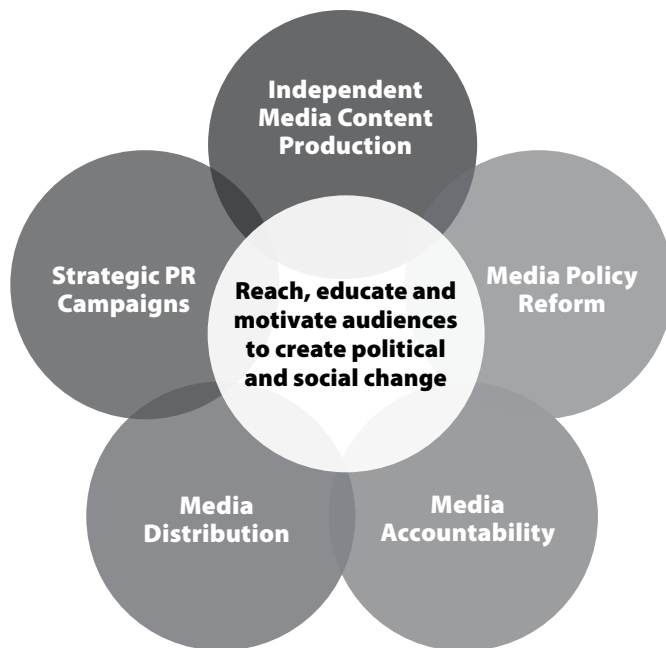 Independent
Media Content
Production
Strategic PR
Campaigns
Media Policy
Reform
Reach, educate and
motivate audiences
to create political
and social change
Media
Distribution
Media
Accountability